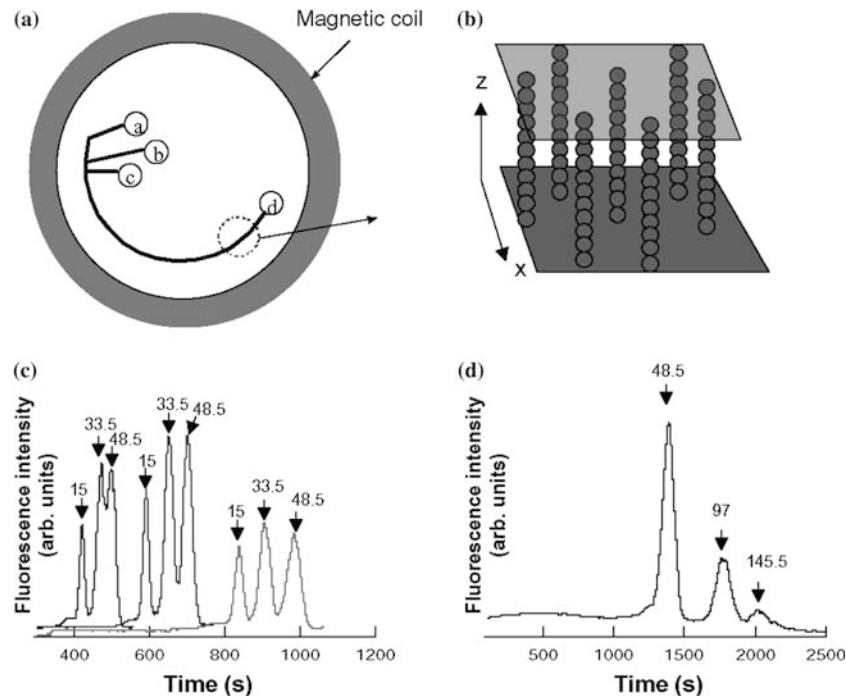 (a)
Magnetic coil
a
b
c
d
(b)
Z
X
(c)
Fluorescence intensity
(arb. units)
15
33.5
48.5
15
33.5
48.5
15
33.5
48.5
400 600 800 1000 1200
Time (s)
(d)
Fluorescence intensity
(arb. units)
48.5
97
145.5
500 1000 1500 2000 2500
Time (s)